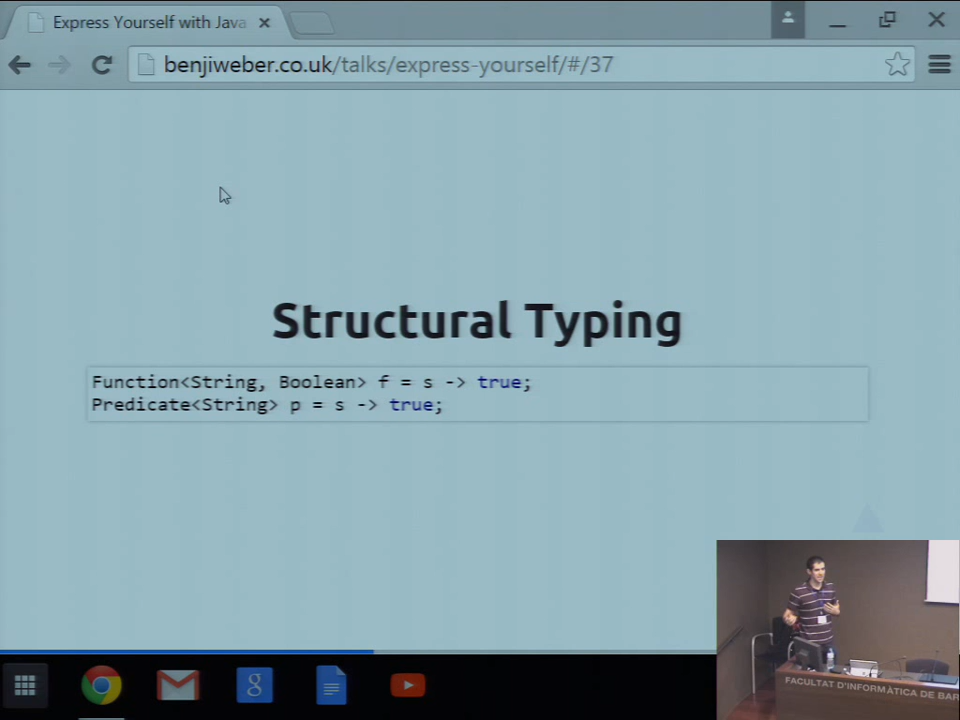 Express Yourself with Java
benjiweber.co.uk/talks/express-yourself/#/37
Structural Typing
Function<String, Boolean> f = s -> true;
Predicate<String> p = s -> true;
FACULTAT D'INFORMÀTICA DE BAR